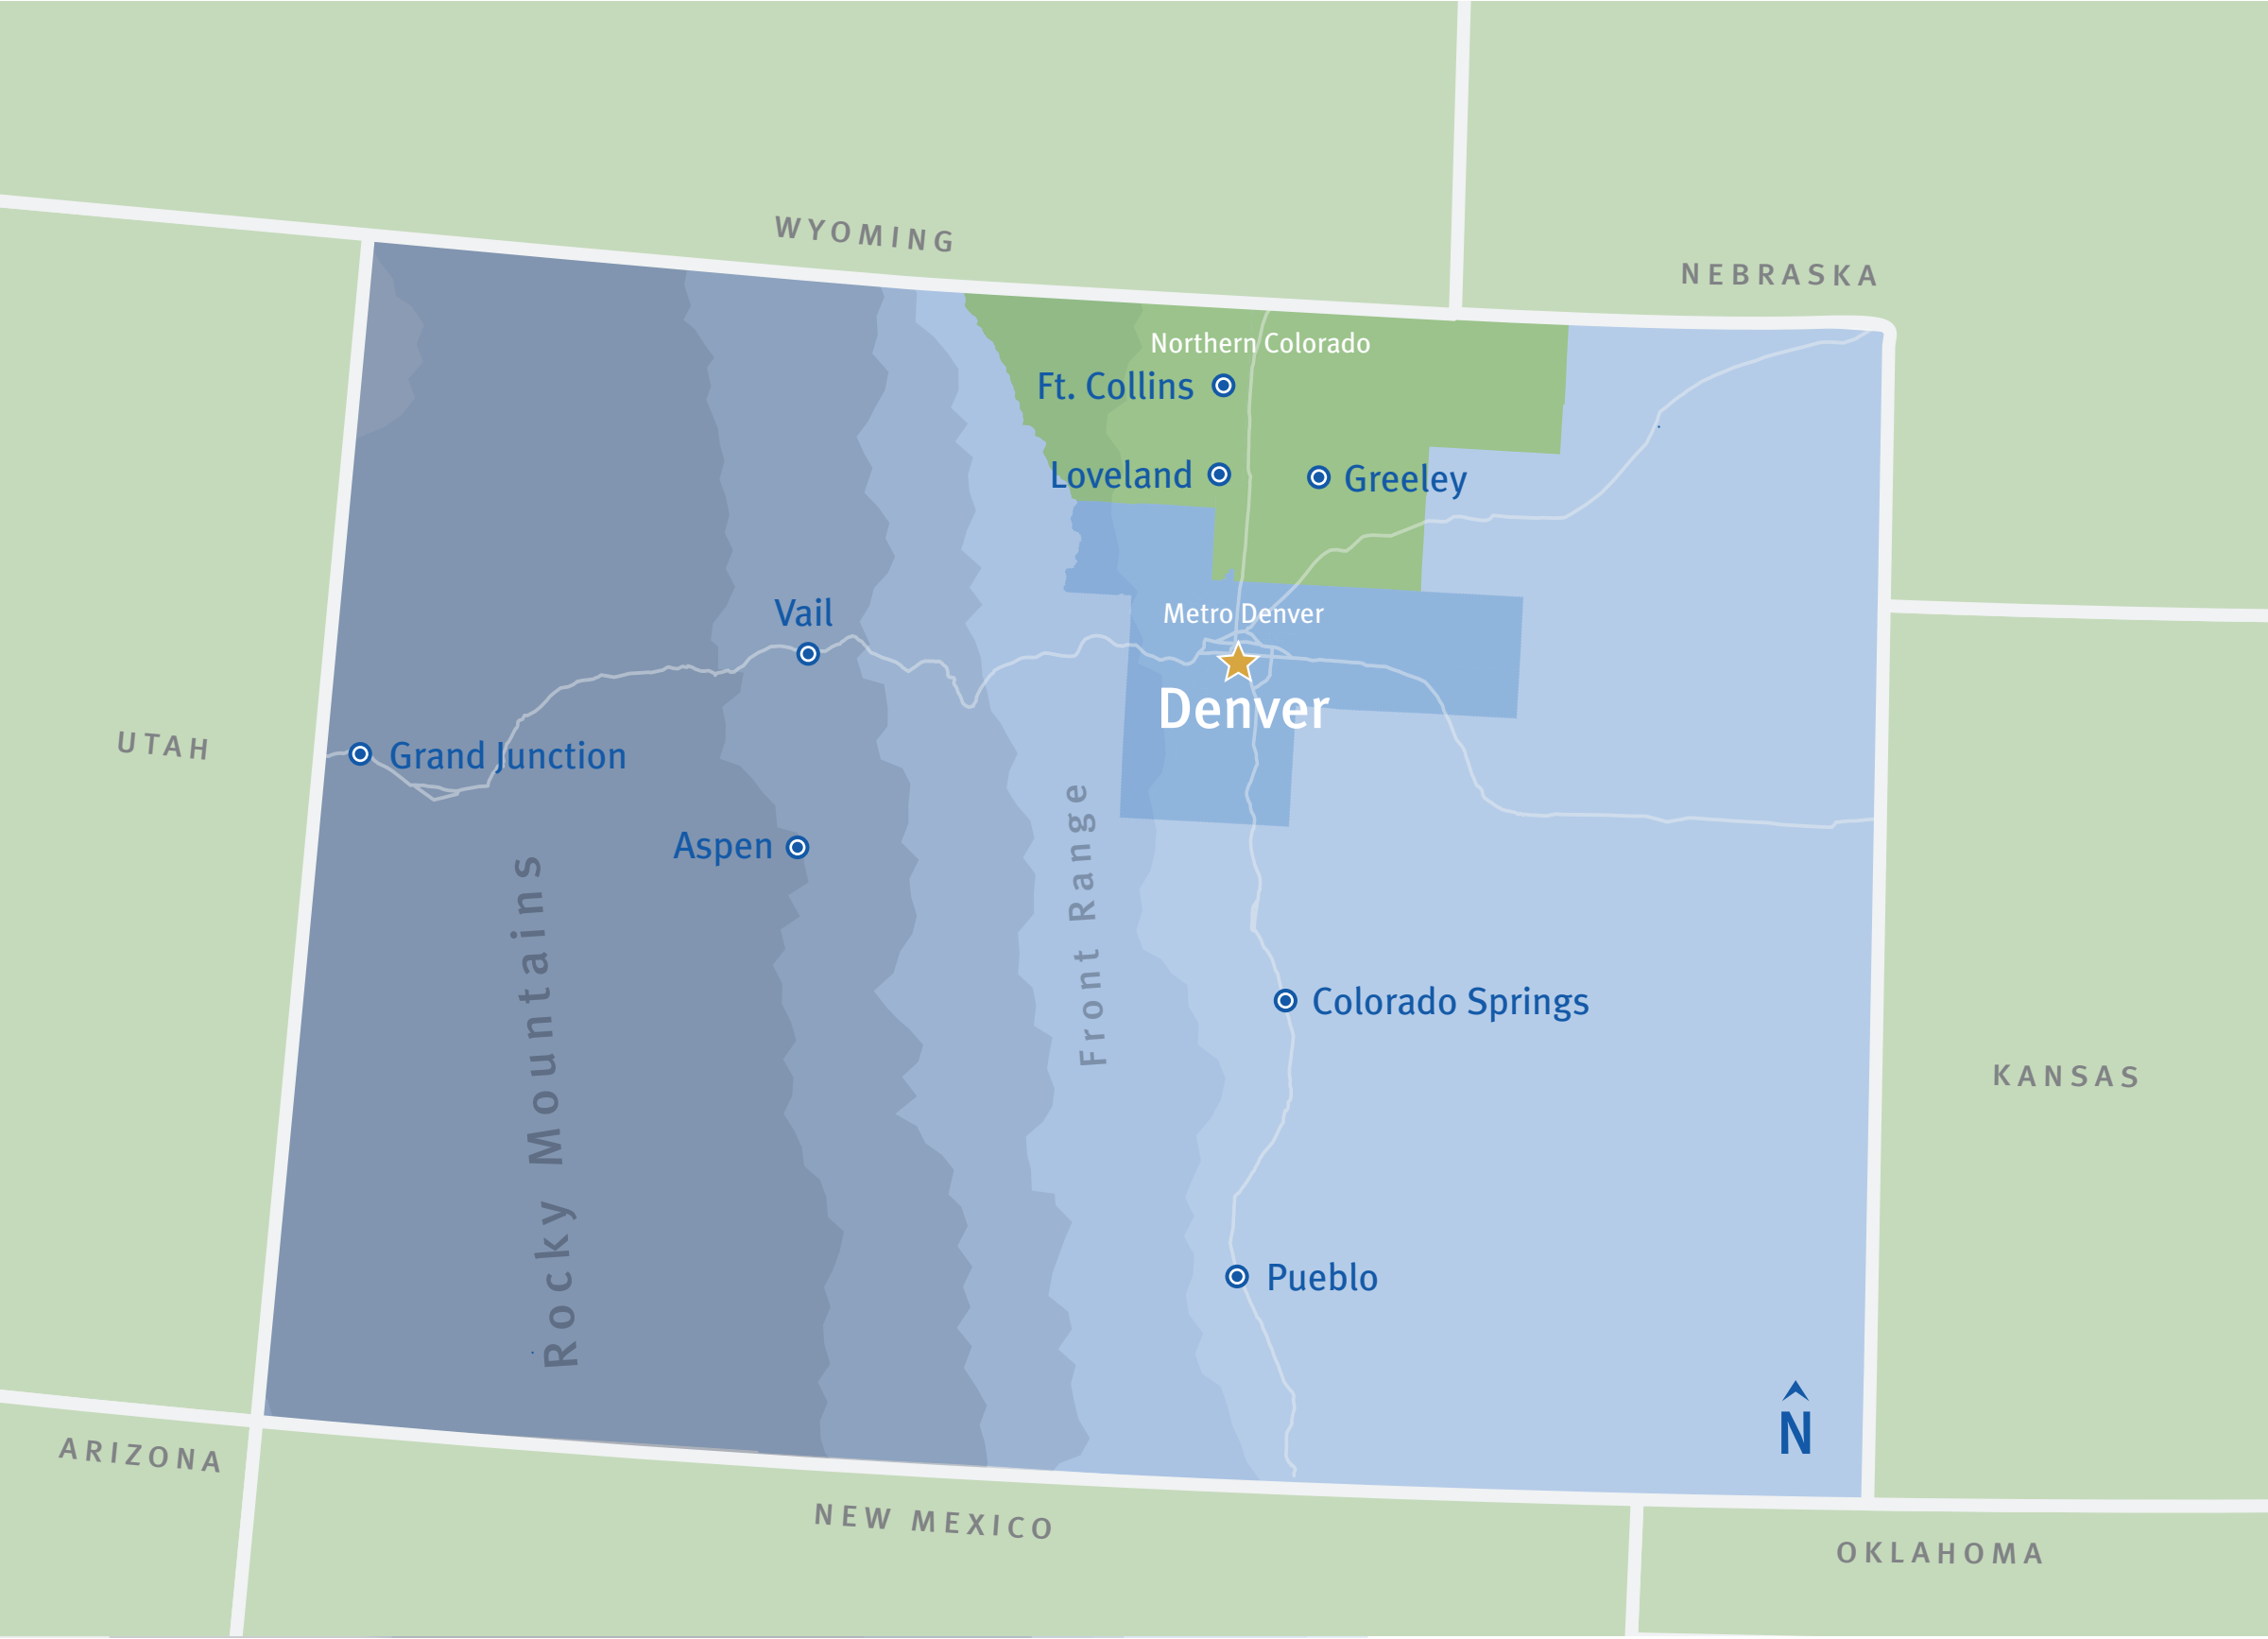 WYOMING
NEBRASKA
Northern Colorado
Ft. Collins
Loveland
Greeley
Vail
Metro Denver
Denver
UTAH
Grand Junction
Aspen
Rocky Mountains
Front Range
Colorado Springs
KANSAS
Pueblo
N
ARIZONA
NEW MEXICO
OKLAHOMA